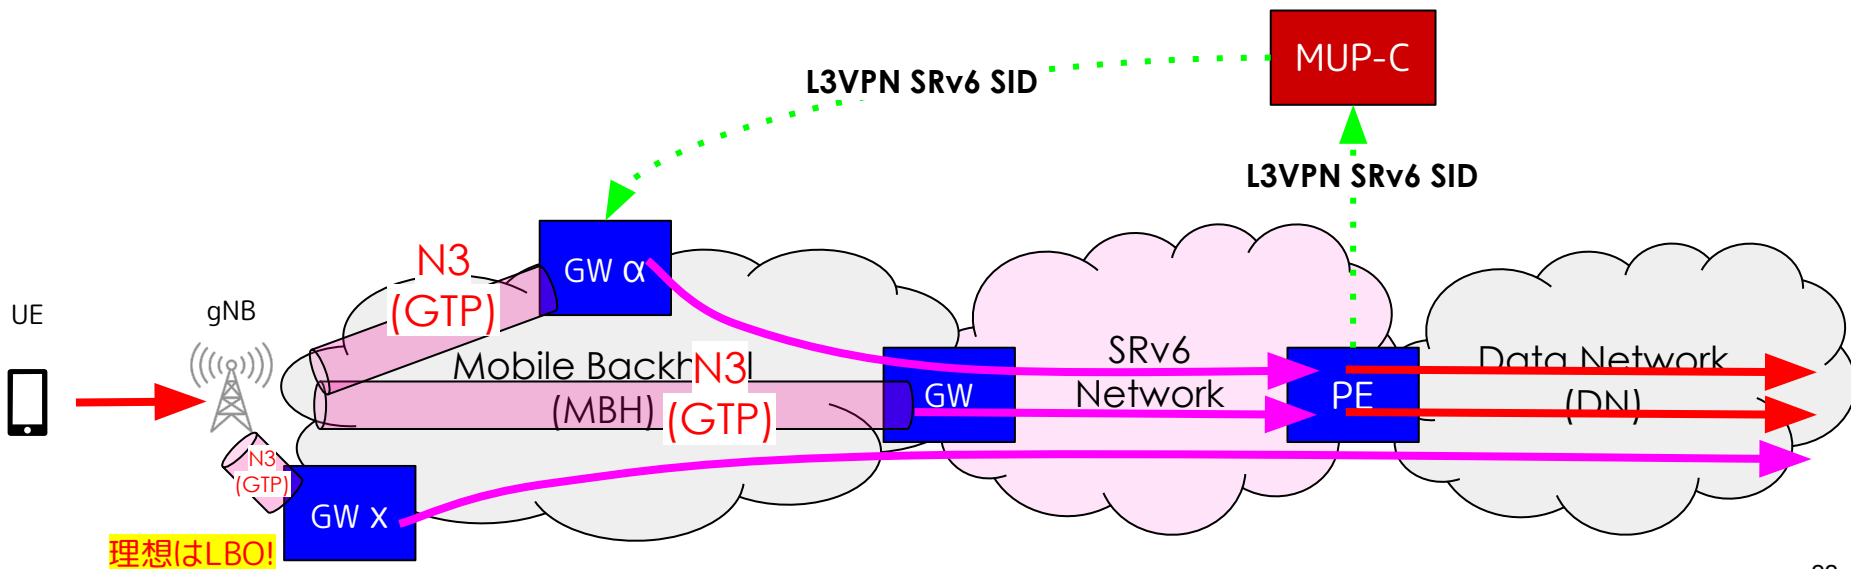 MUP-C
L3VPN SRv6 SID
L3VPN SRv6 SID
N3
(GTP)
GW α
UE
gNB
Mobile Backh
(MBH)
N3
(GTP)
GW
SRv6
Network
PE
Data Network
(DN)
N3
(GTP)
GW x
理想はLBO!